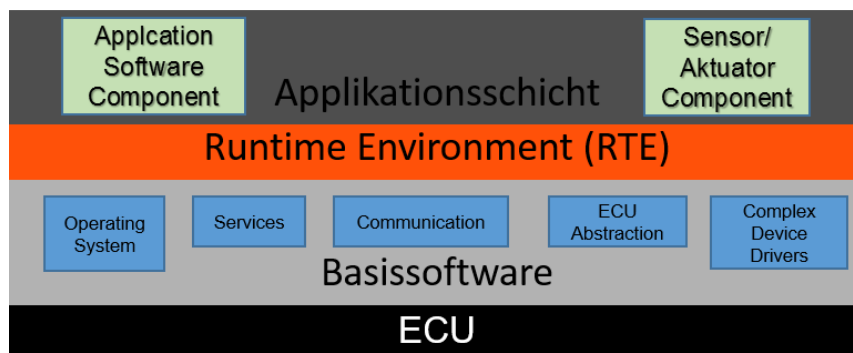 Applcation
Software
Component
Sensor/
Aktuator
Component
Applikationsschicht
Runtime Environment (RTE)
Operating
System
Services
Communication
ECU
Abstraction
Complex
Device
Drivers
Basissoftware
ECU